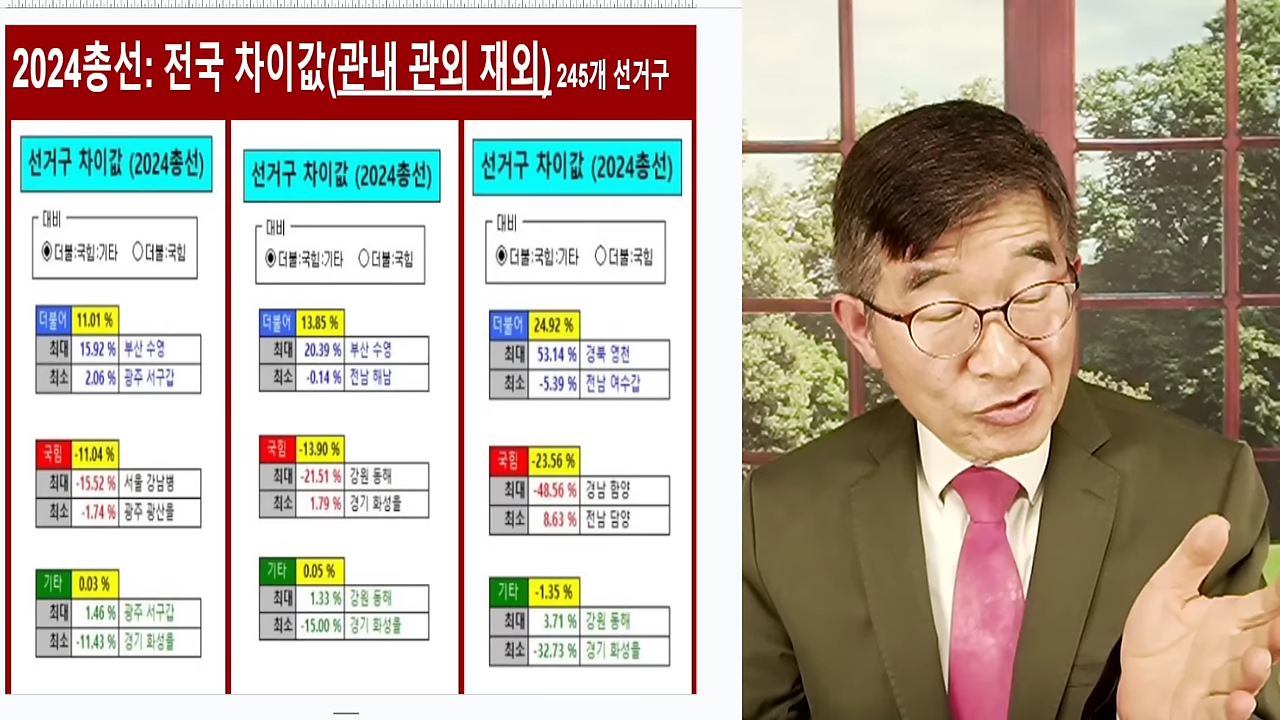 2024총선: 전국 차이값(관내 관외 재외) 245개 선거구
선거구 차이값 (2024총선)
대비
더불:국힘:기타 더불:국힘
더불어 11.01 %
최대 15.92 % 부산 수영
최소 2.06 % 광주 서구갑
국힘 -11.04 %
최대 -15.52 % 서울 강남병
최소 -1.74 % 광주 광산을
기타 0.03 %
최대 1.46 % 광주 서구갑
최소 -11.43 % 경기 화성을
선거구 차이값 (2024총선)
대비
더불:국힘:기타 더불:국힘
더불어 13.85 %
최대 20.39 % 부산 수영
최소 -0.14 % 전남 해남
국힘 -13.90 %
최대 -21.51 % 강원 동해
최소 1.79 % 경기 화성을
기타 0.05 %
최대 1.33 % 강원 동해
최소 -15.00 % 경기 화성을
선거구 차이값 (2024총선)
대비
더불:국힘:기타 더불:국힘
더불어 24.92 %
최대 53.14 % 경북 영천
최소 -5.39 % 전남 여수갑
국힘 -23.56 %
최대 -48.56 % 경남 함양
최소 8.63 % 전남 담양
기타 -1.35 %
최대 3.71 % 강원 동해
최소 -32.73 % 경기 화성을